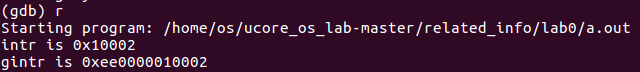 (gdb) r
Starting program: /home/os/ucore_os_lab-master/related_info/lab0/a.out
intr is 0x10002
gintr is 0xee0000010002